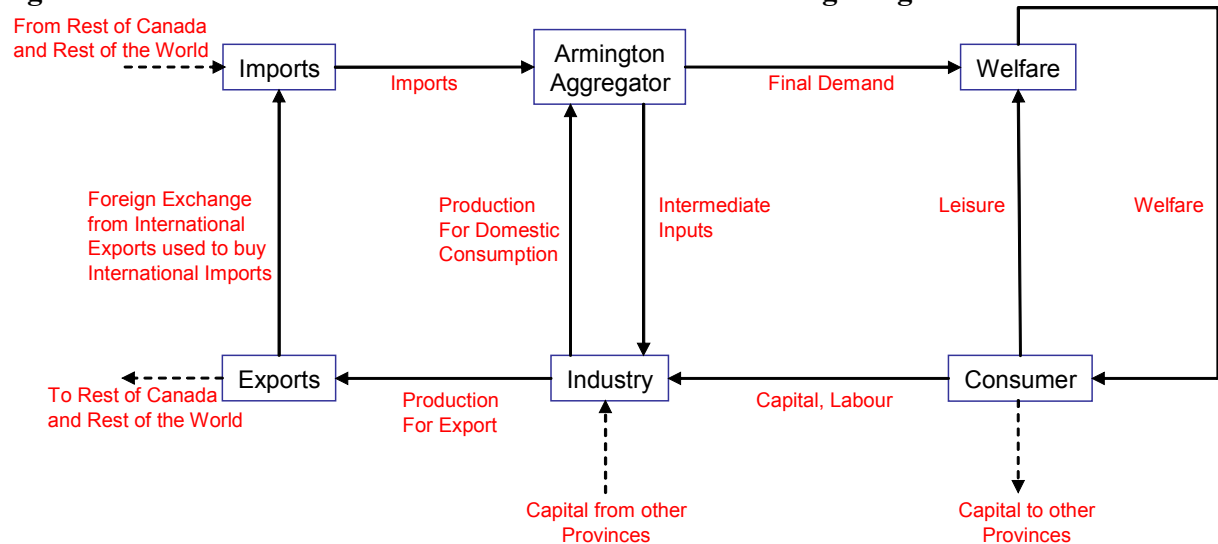 From Rest of Canada
and Rest of the World
Imports
Imports
Armington
Aggregator
Final Demand
Welfare
Foreign Exchange
from International
Exports used to buy
International Imports
Production
For Domestic
Consumption
Intermediate
Inputs
Leisure
Welfare
Exports
To Rest of Canada
and Rest of the World
Production
For Export
Industry
Capital, Labour
Consumer
Capital from other
Provinces
Capital to other
Provinces